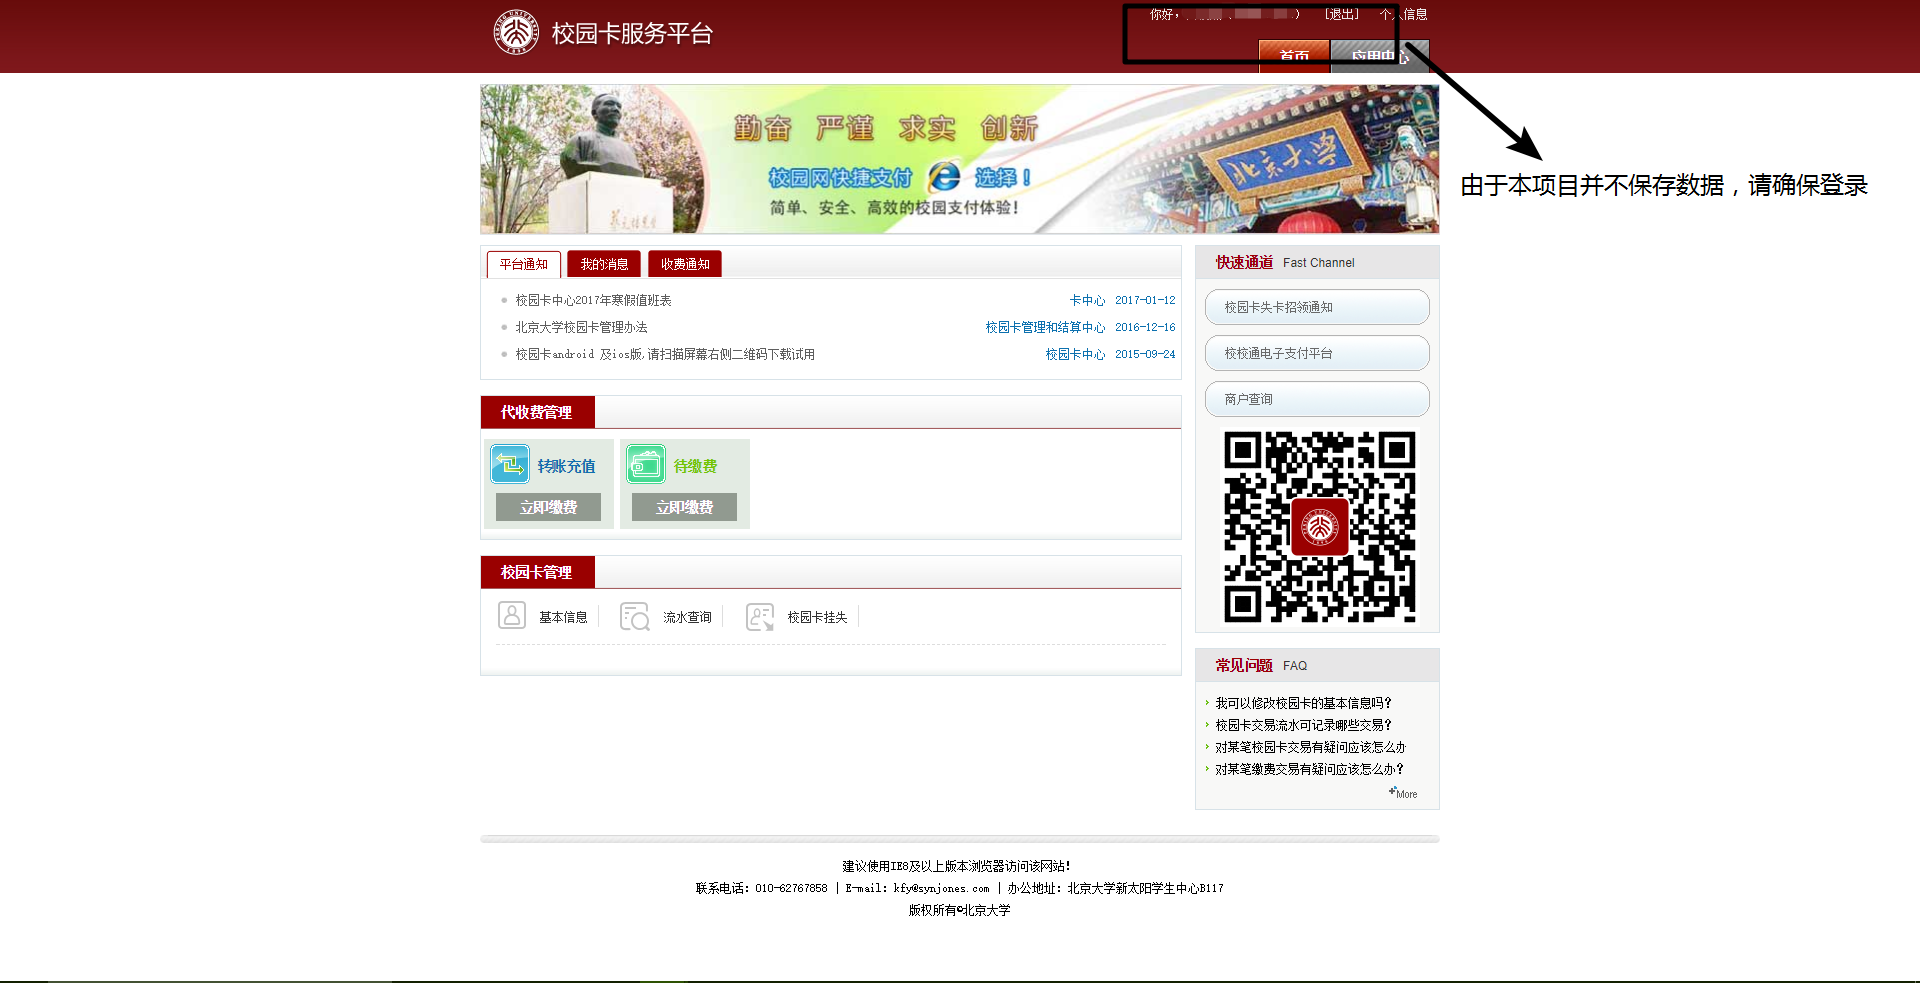 校园卡服务平台
你好，
[退出]
个人信息
首页
应用中心
由于本项目并不保存数据，请确保登录
勤奋 严谨 求实 创新
校园网快捷支付 选择！
简单、安全、高效的校园支付体验！
北京大学
平台通知
我的消息
收费通知
校园卡中心2017年寒假值班表 卡中心 2017-01-12
北京大学校园卡管理办法 校园卡管理和结算中心 2016-12-16
校园卡android 及ios版,请扫描屏幕右侧二维码下载试用 校园卡中心 2015-09-24
代收费管理
转账充值
立即缴费
待缴费
立即缴费
校园卡管理
基本信息
流水查询
校园卡挂失
快速通道 Fast Channel
校园卡失卡招领通知
校校通电子支付平台
商户查询
常见问题 FAQ
我可以修改校园卡的基本信息吗？
校园卡交易流水可记录哪些交易？
对某笔校园卡交易有疑问应该怎么办
对某笔缴费交易有疑问应该怎么办？
More
建议使用IE8及以上版本浏览器访问该网站！
联系电话：010-62767858 | E-mail：kfy@synjones.com | 办公地址：北京大学新太阳学生中心B117
版权所有©北京大学